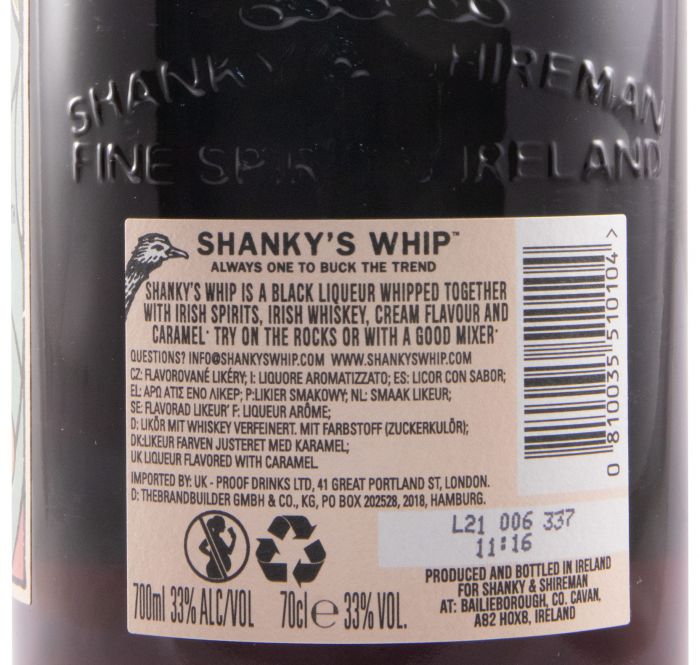 SHANKY & SHIREMAN
FINE SPIRITS IRELAND
SHANKY'S WHIP™
ALWAYS ONE TO BUCK THE TREND
SHANKY'S WHIP IS A BLACK LIQUEUR WHIPPED TOGETHER
WITH IRISH SPIRITS, IRISH WHISKEY, CREAM FLAVOUR AND
CARAMEL· TRY ON THE ROCKS OR WITH A GOOD MIXER·
QUESTIONS? INFO@SHANKYSWHIP.COM WWW.SHANKYSWHIP.COM
CZ: FLAVOROVANÉ LIKÉRY; I: LIQUORE AROMATIZZATO; ES: LICOR CON SABOR;
EL: ΑΡΩ ΑΤΙΣ ΕΝΟ ΛΙΚΕΡ; P:LIKIER SMAKOWY; NL: SMAAK LIKEUR;
SE: FLAVORAD LIKEUR' F: LIQUEUR ARÔME;
D: LIKÖR MIT WHISKEY VERFEINERT. MIT FARBSTOFF (ZUCKERKULÖR);
DK:LIKEUR FARVEN JUSTERET MED KARAMEL;
UK LIQUEUR FLAVORED WITH CARAMEL
IMPORTED BY: UK - PROOF DRINKS LTD, 41 GREAT PORTLAND ST, LONDON.
D: THEBRANDBUILDER GMBH & CO., KG, PO BOX 202528, 2018, HAMBURG.
700ml 33% ALC/VOL 70cl e 33% VOL.
0 810035 510104 >
L21 006 337
11:16
PRODUCED AND BOTTLED IN IRELAND
FOR SHANKY & SHIREMAN
AT: BAILIEBOROUGH, CO. CAVAN,
A82 HOX8, IRELAND